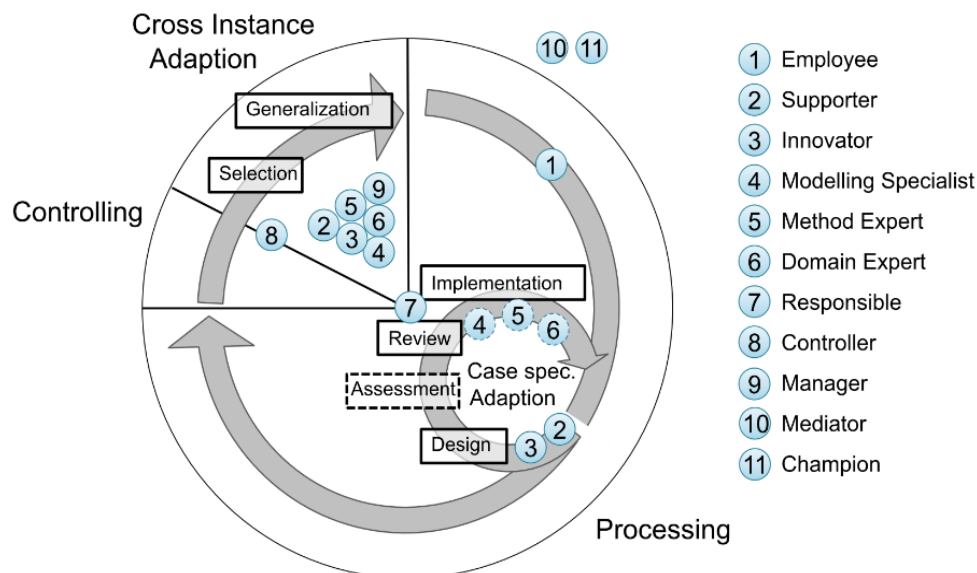 Cross Instance
Adaption
Generalization
Selection
Controlling
10 11
1
9
5
2 6
3
4
8
7
Implementation
Review
4 5 6
Assessment
Case spec.
Adaption
Design
3 2
Processing
1 Employee
2 Supporter
3 Innovator
4 Modelling Specialist
5 Method Expert
6 Domain Expert
7 Responsible
8 Controller
9 Manager
10 Mediator
11 Champion